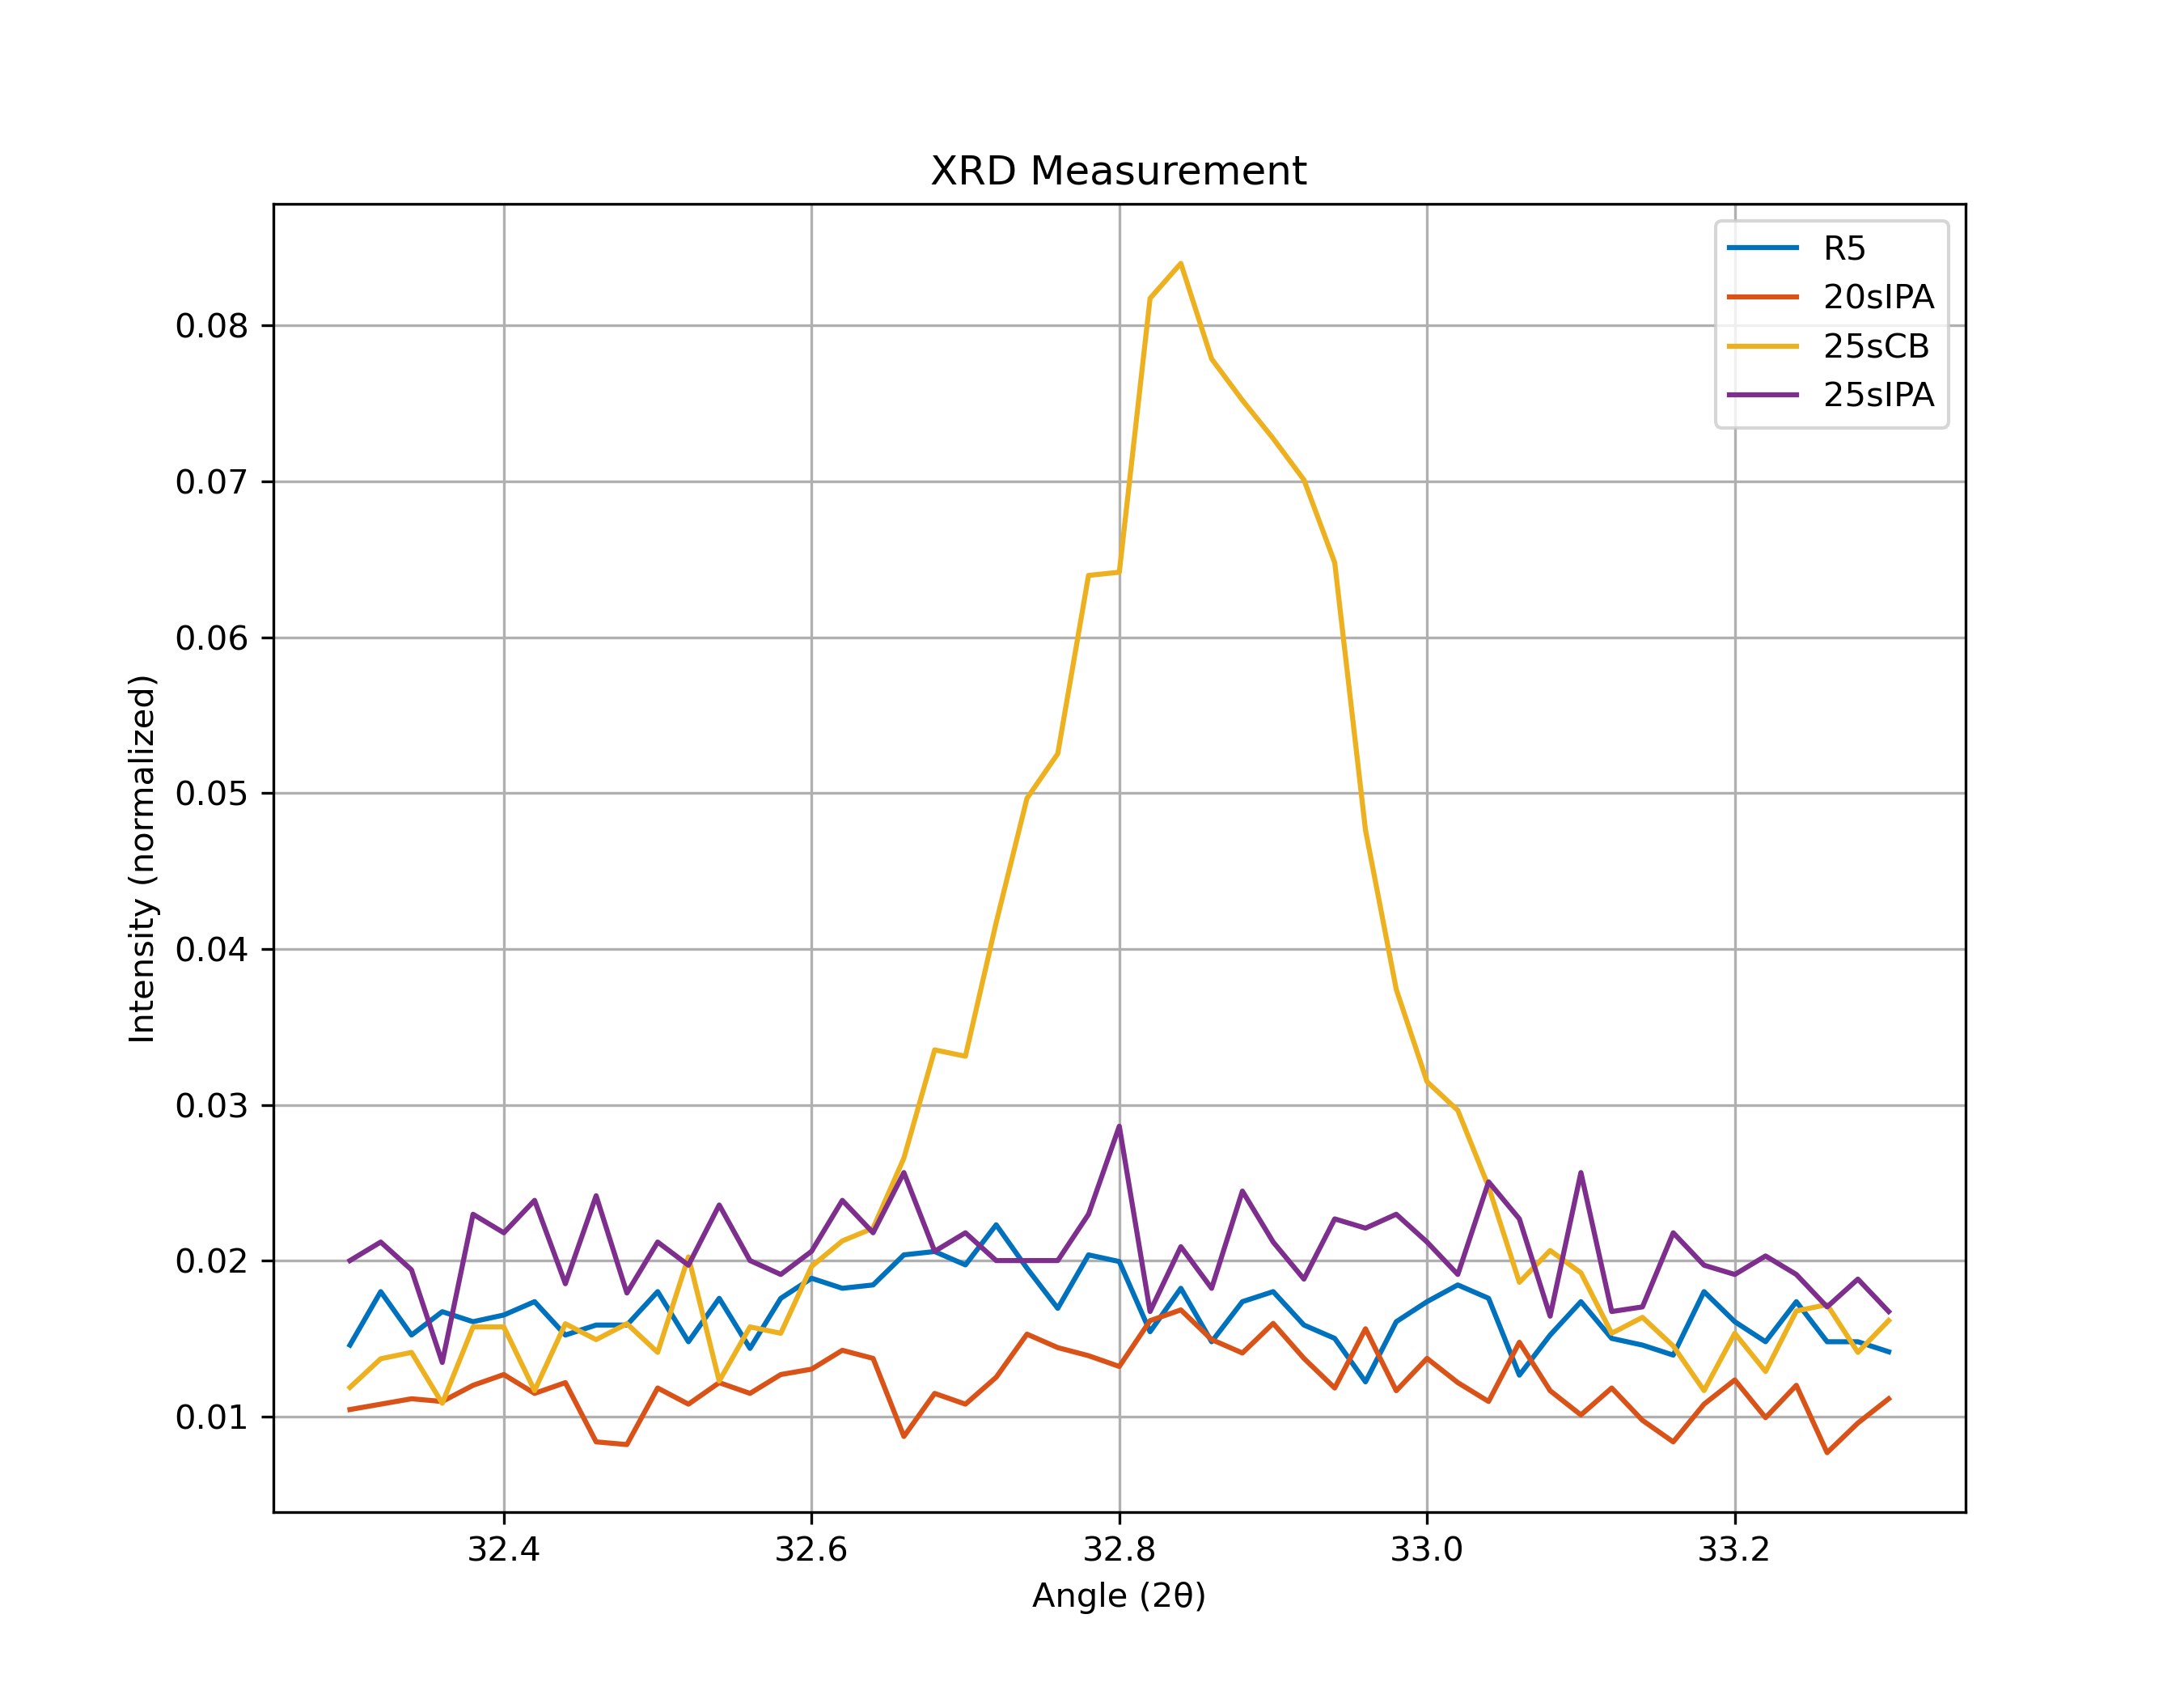 XRD Measurement
R5
20sIPA
25sCB
25sIPA
0.08
0.07
0.06
0.05
0.04
0.03
0.02
0.01
Intensity (normalized)
32.4 32.6 32.8 33.0 33.2
Angle (2θ)